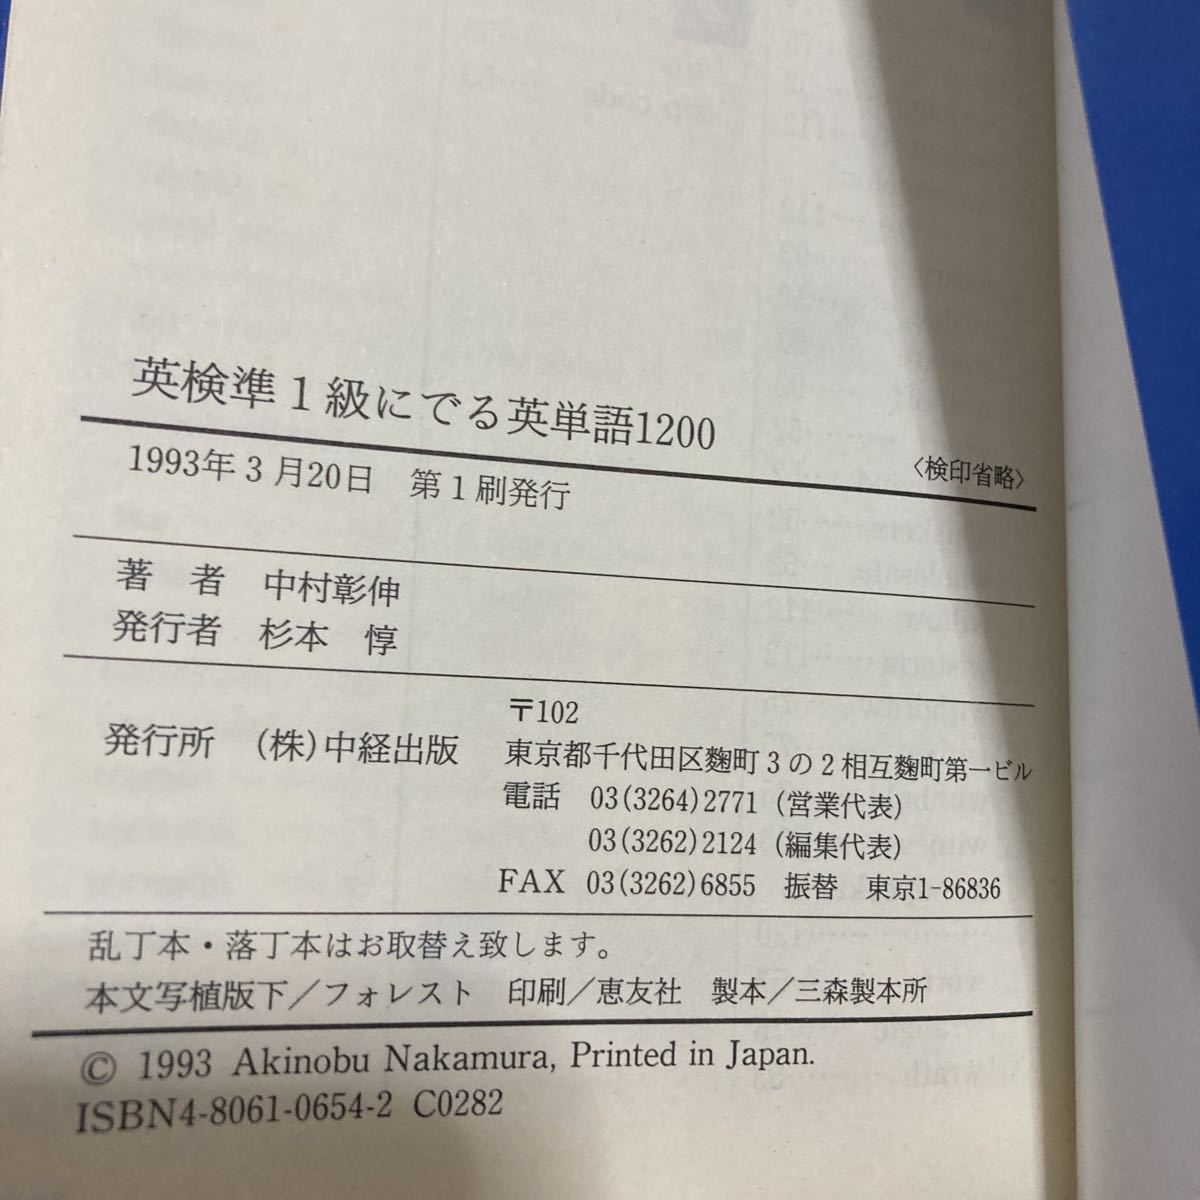 英検準1級にでる英単語1200
〈検印省略〉
1993年3月20日 第1刷発行
著 者 中村彰伸
発行者 杉本 惇
〒102
発行所 (株)中経出版 東京都千代田区麴町3の2相互麴町第一ビル
電話 03(3264)2771 (営業代表)
03(3262)2124 (編集代表)
FAX 03(3262)6855 振替 東京1-86836
乱丁本・落丁本はお取替え致します。
本文写植版下/フォレスト 印刷/恵友社 製本/三森製本所
© 1993 Akinobu Nakamura, Printed in Japan.
ISBN4-8061-0654-2 C0282